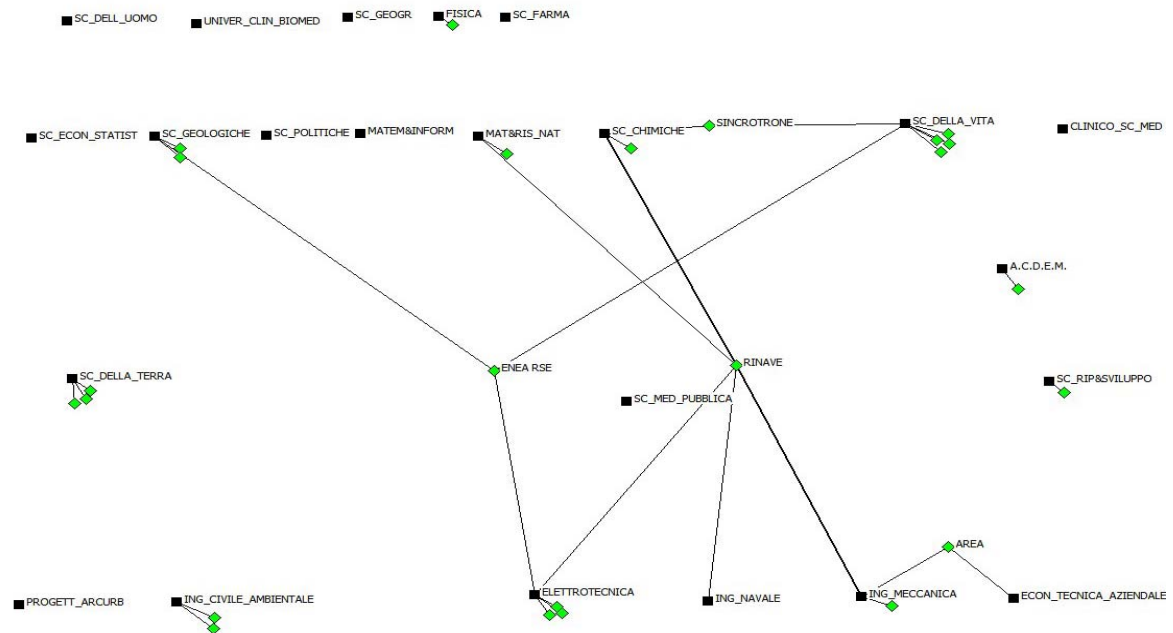 SC_DELL_UOMO
UNIVER_CLIN_BIOMED
SC_GEOGR
FISICA
SC_FARMA
SC_ECON_STATIST
SC_GEOLOGICHE
SC_POLITICHE
MATEM&INFORM
MAT&RIS_NAT
SC_CHIMICHE
SINCROTRONE
SC_DELLA_VITA
CLINICO_SC_MED
A.C.D.E.M.
SC_DELLA_TERRA
ENEA RSE
RINAVE
SC_RIP&SVILUPPO
SC_MED_PUBBLICA
AREA
PROGETT_ARCURB
ING_CIVILE_AMBIENTALE
ELETTROTECNICA
ING_NAVALE
ING_MECCANICA
ECON_TECNICA_AZIENDALE